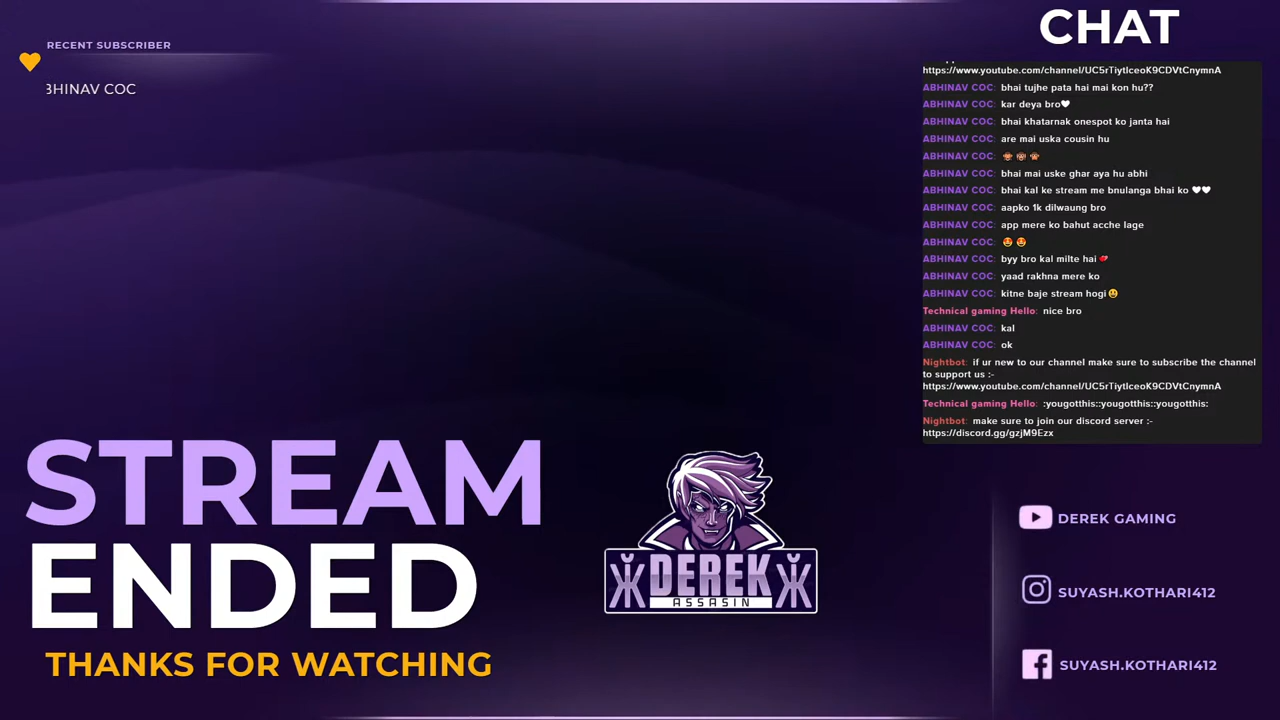 RECENT SUBSCRIBER
BHINAV COC
CHAT
https://www.youtube.com/channel/UC5rTiytIceoK9CDVtCnymnA
ABHINAV COC: bhai tujhe pata hai mai kon hu??
ABHINAV COC: kar deya bro🤍
ABHINAV COC: bhai khatarnak onespot ko janta hai
ABHINAV COC: are mai uska cousin hu
ABHINAV COC: 🙊🙉🙈
ABHINAV COC: bhai mai uske ghar aya hu abhi
ABHINAV COC: bhai kal ke stream me bnulanga bhai ko 🤍🤍
ABHINAV COC: aapko 1k dilwaung bro
ABHINAV COC: app mere ko bahut acche lage
ABHINAV COC: 😍😍
ABHINAV COC: byy bro kal milte hai💋
ABHINAV COC: yaad rakhna mere ko
ABHINAV COC: kitne baje stream hogi😃
Technical gaming Hello: nice bro
ABHINAV COC: kal
ABHINAV COC: ok
Nightbot: if ur new to our channel make sure to subscribe the channel
to support us :-
https://www.youtube.com/channel/UC5rTiytIceoK9CDVtCnymnA
Technical gaming Hello: :yougotthis::yougotthis::yougotthis:
Nightbot: make sure to join our discord server :-
https://discord.gg/gzjM9Ezx
STREAM
ENDED
THANKS FOR WATCHING
DEREK
ASSASIN
DEREK GAMING
SUYASH.KOTHARI412
SUYASH.KOTHARI412